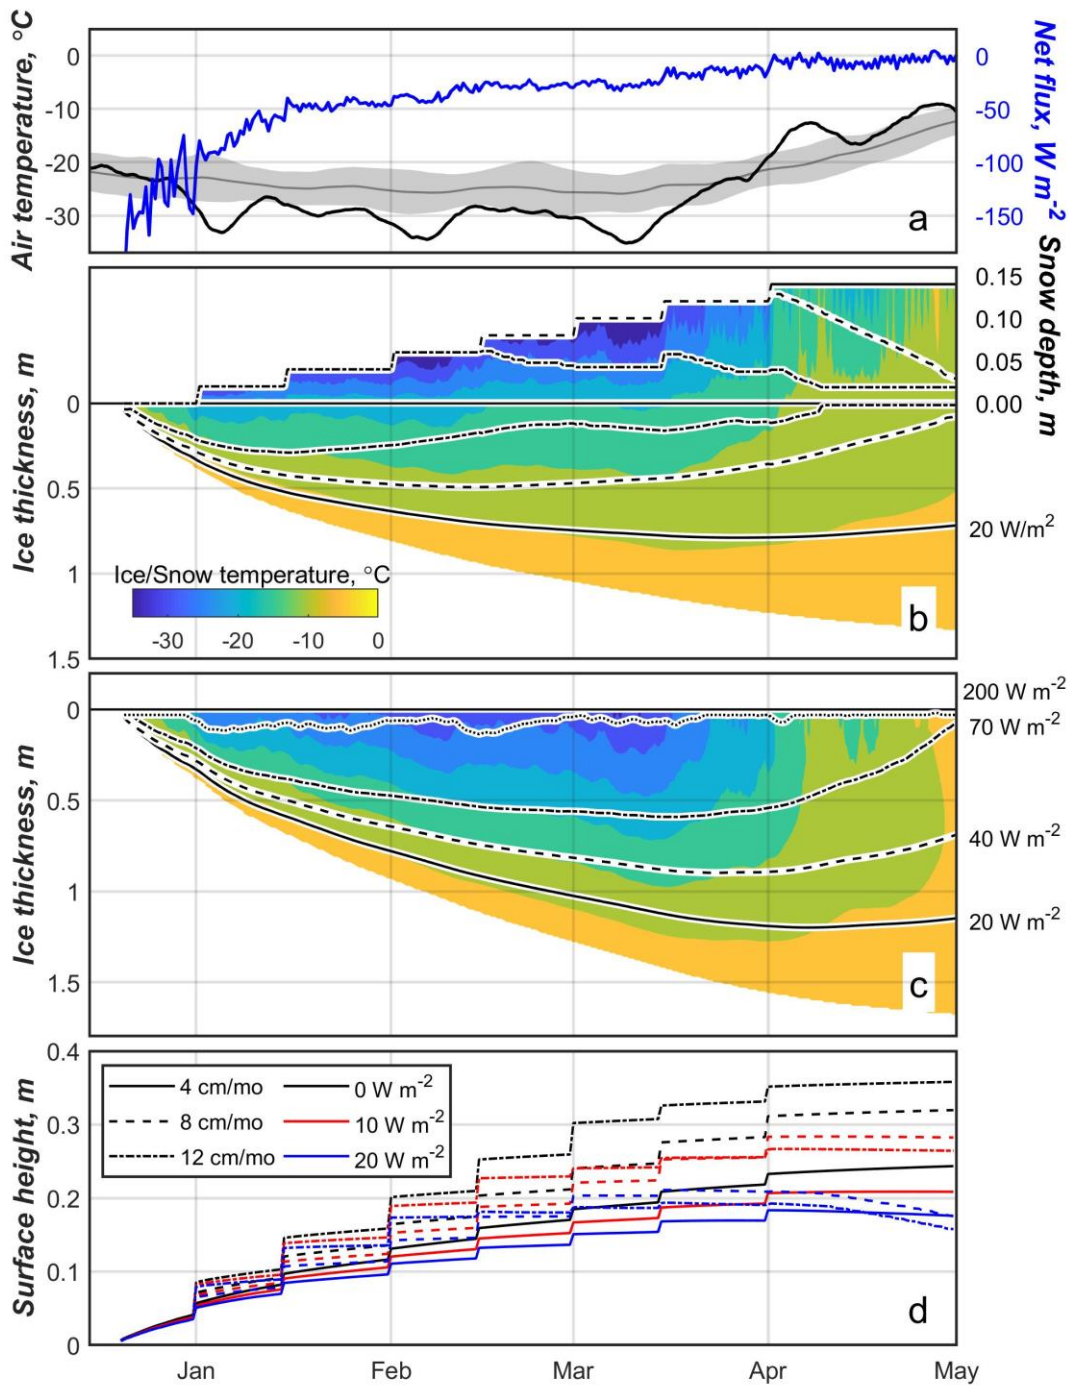 Air temperature, °C
0
-10
-20
-30
0
-50
-100
-150
Net flux, W m-2
a
Ice thickness, m
0
0.5
1
1.5
0.15
0.10
0.05
0.00
Snow depth, m
20 W/m2
Ice/Snow temperature, °C
-30 -20 -10 0
b
Ice thickness, m
0
0.5
1
1.5
200 W m-2
70 W m-2
40 W m-2
20 W m-2
c
Surface height, m
0.4
0.3
0.2
0.1
0
4 cm/mo 0 W m-2
8 cm/mo 10 W m-2
12 cm/mo 20 W m-2
d
Jan Feb Mar Apr May